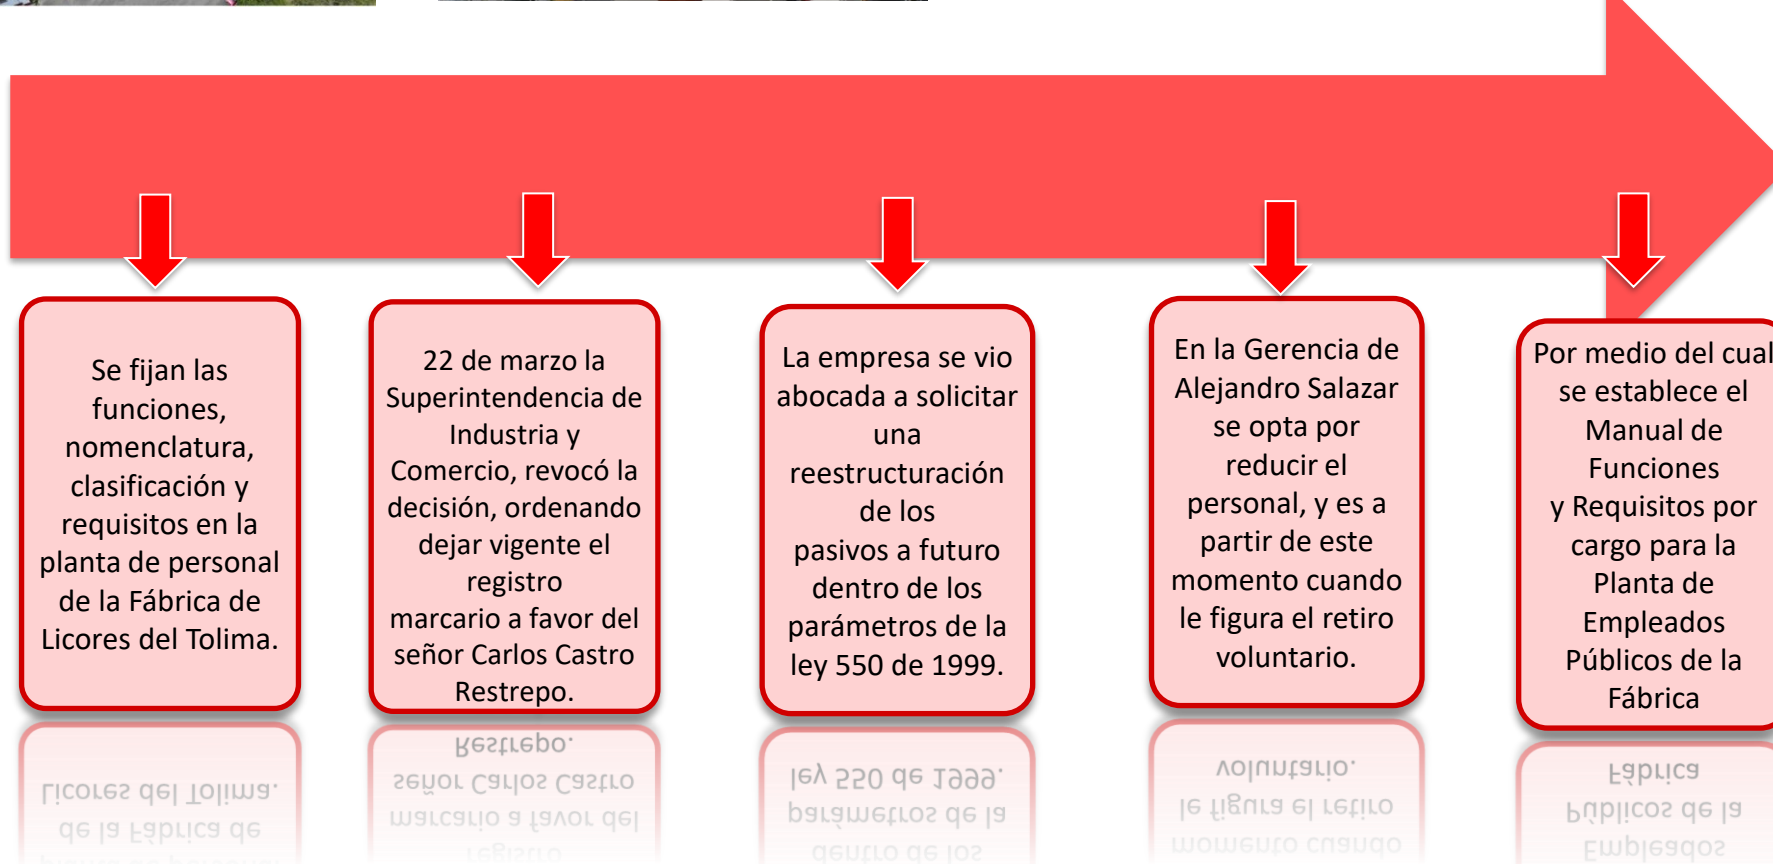 Se fijan las
funciones,
nomenclatura,
clasificación y
requisitos en la
planta de personal
de la Fábrica de
Licores del Tolima.
22 de marzo la
Superintendencia de
Industria y
Comercio, revocó la
decisión, ordenando
dejar vigente el
registro
marcario a favor del
señor Carlos Castro
Restrepo.
La empresa se vio
abocada a solicitar
una
reestructuración
de los
pasivos a futuro
dentro de los
parámetros de la
ley 550 de 1999.
En la Gerencia de
Alejandro Salazar
se opta por
reducir el
personal, y es a
partir de este
momento cuando
le figura el retiro
voluntario.
Por medio del cual
se establece el
Manual de
Funciones
y Requisitos por
cargo para la
Planta de
Empleados
Públicos de la
Fábrica